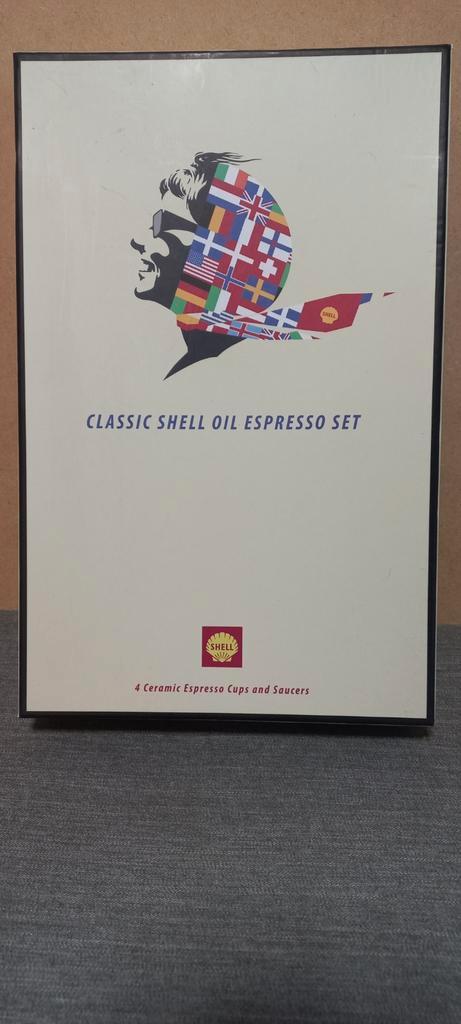 SHELL
CLASSIC SHELL OIL ESPRESSO SET
SHELL
4 Ceramic Espresso Cups and Saucers